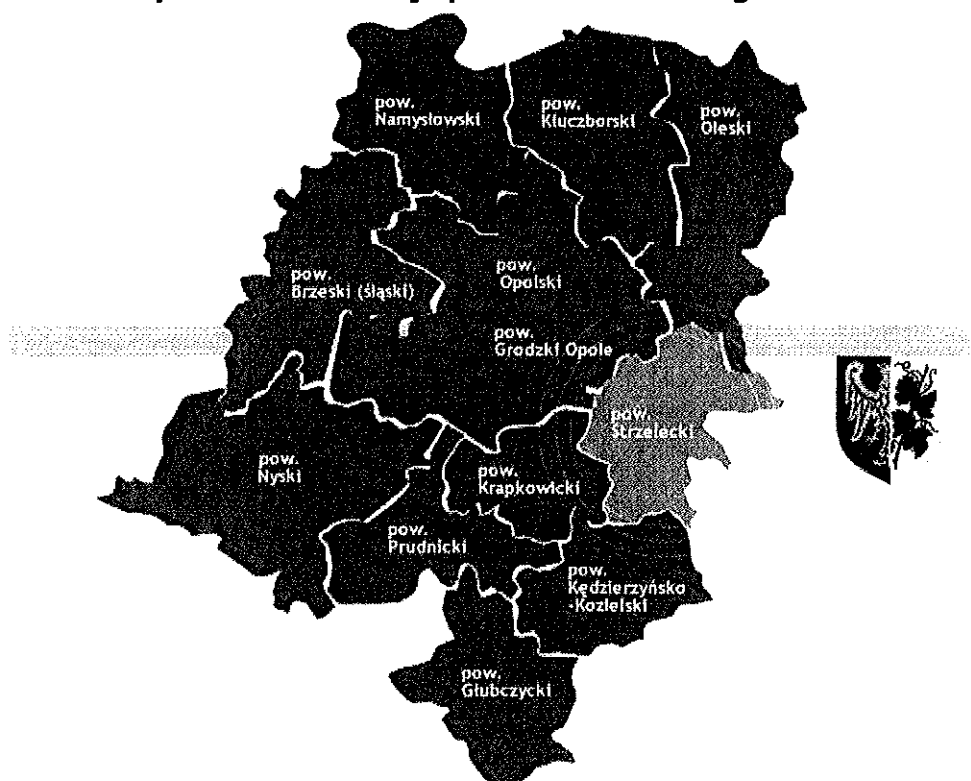 pow.
Namysłowski
pow.
Kluczborski
pow.
Oleski
pow.
Brzeski (śląski)
pow.
Opolski
pow.
Grodzki Opole
pow.
Strzelecki
pow.
Nyski
pow.
Krapkowicki
pow.
Prudnicki
pow.
Kędzierzyńsko
-Kozielski
pow.
Głubczycki